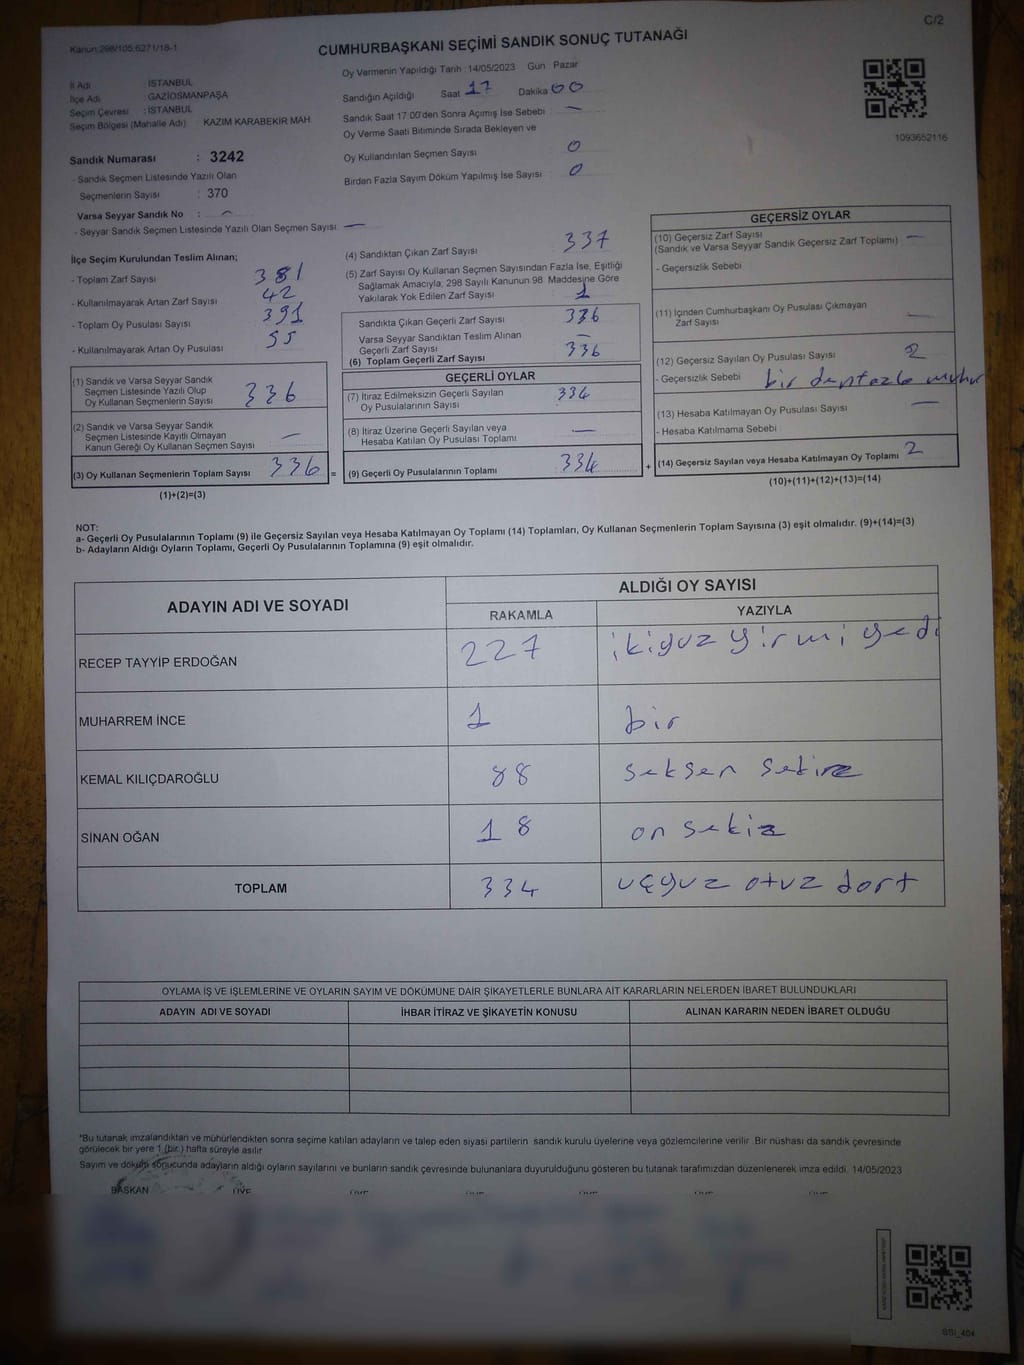 C/2
Kanun:298/105,6271/18-1
CUMHURBAŞKANI SEÇİMİ SANDIK SONUÇ TUTANAĞI
İl Adı : İSTANBUL
İlçe Adı : GAZİOSMANPAŞA
Seçim Çevresi : İSTANBUL
Seçim Bölgesi (Mahalle Adı) KAZIM KARABEKİR MAH
Oy Vermenin Yapıldığı Tarih :14/05/2023 Gün : Pazar
Sandığın Açıldığı Saat 17 Dakika 00
Sandık Saat 17.00'den Sonra Açımış İse Sebebi : —
Oy Verme Saati Bitiminde Sırada Bekleyen ve
Oy Kullandırılan Seçmen Sayısı 0
Birden Fazla Sayım Döküm Yapılmış İse Sayısı 0
1093652116
Sandık Numarası : 3242
- Sandık Seçmen Listesinde Yazılı Olan
Seçmenlerin Sayısı : 370
Varsa Seyyar Sandık No : —
- Seyyar Sandık Seçmen Listesinde Yazılı Olan Seçmen Sayısı: —
İlçe Seçim Kurulundan Teslim Alınan;
- Toplam Zarf Sayısı 381
- Kullanılmayarak Artan Zarf Sayısı 42
- Toplam Oy Pusulası Sayısı 391
- Kullanılmayarak Artan Oy Pusulası 55
(1) Sandık ve Varsa Seyyar Sandık
Seçmen Listesinde Yazılı Olup
Oy Kullanan Seçmenlerin Sayısı 336
(2) Sandık ve Varsa Seyyar Sandık
Seçmen Listesinde Kayıtlı Olmayan
Kanun Gereği Oy Kullanan Seçmen Sayısı —
(3) Oy Kullanan Seçmenlerin Toplam Sayısı 336 =
(1)+(2)=(3)
(4) Sandıktan Çıkan Zarf Sayısı 337
(5) Zarf Sayısı Oy Kullanan Seçmen Sayısından Fazla İse, Eşitliği
Sağlamak Amacıyla; 298 Sayılı Kanunun 98. Maddesine Göre
Yakılarak Yok Edilen Zarf Sayısı 1
Sandıkta Çıkan Geçerli Zarf Sayısı 336
Varsa Seyyar Sandıktan Teslim Alınan
Geçerli Zarf Sayısı —
(6) Toplam Geçerli Zarf Sayısı 336
GEÇERLİ OYLAR
(7) İtiraz Edilmeksizin Geçerli Sayılan
Oy Pusulalarının Sayısı 334
(8) İtiraz Üzerine Geçerli Sayılan veya
Hesaba Katılan Oy Pusulası Toplamı —
(9) Geçerli Oy Pusulalarının Toplamı 334 +
GEÇERSİZ OYLAR
(10) Geçersiz Zarf Sayısı
(Sandık ve Varsa Seyyar Sandık Geçersiz Zarf Toplamı) —
- Geçersizlik Sebebi
(11) İçinden Cumhurbaşkanı Oy Pusulası Çıkmayan
Zarf Sayısı —
(12) Geçersiz Sayılan Oy Pusulası Sayısı 2
- Geçersizlik Sebebi bir
(13) Hesaba Katılmayan Oy Pusulası Sayısı —
- Hesaba Katılmama Sebebi
(14) Geçersiz Sayılan veya Hesaba Katılmayan Oy Toplamı 2
(10)+(11)+(12)+(13)=(14)
NOT:
a- Geçerli Oy Pusulalarının Toplamı (9) ile Geçersiz Sayılan veya Hesaba Katılmayan Oy Toplamı (14) Toplamları, Oy Kullanan Seçmenlerin Toplam Sayısına (3) eşit olmalıdır. (9)+(14)=(3)
b- Adayların Aldığı Oyların Toplamı, Geçerli Oy Pusulalarının Toplamına (9) eşit olmalıdır.
ADAYIN ADI VE SOYADI ALDIĞI OY SAYISI
RAKAMLA YAZIYLA
RECEP TAYYİP ERDOĞAN 227 ikiyuz yirmi yedi
MUHARREM İNCE 1 bir
KEMAL KILIÇDAROĞLU 88 seksen sekiz
SİNAN OĞAN 18 on sekiz
TOPLAM 334 uçyuz otuz dort
OYLAMA İŞ VE İŞLEMLERİNE VE OYLARIN SAYIM VE DÖKÜMÜNE DAİR ŞİKAYETLERLE BUNLARA AİT KARARLARIN NELERDEN İBARET BULUNDUKLARI
ADAYIN ADI VE SOYADI İHBAR İTİRAZ VE ŞİKAYETİN KONUSU ALINAN KARARIN NEDEN İBARET OLDUĞU
*Bu tutanak imzalandıktan ve mühürlendikten sonra seçime katılan adayların ve talep eden siyasi partilerin sandık kurulu üyelerine veya gözlemcilerine verilir. Bir nüshası da sandık çevresinde
görülecek bir yere 1 (bir) hafta süreyle asılır.
Sayım ve döküm sonucunda adayların aldığı oyların sayılarını ve bunların sandık çevresinde bulunanlara duyurulduğunu gösteren bu tutanak tarafımızdan düzenlenerek imza edildi. 14/05/2023
BAŞKAN ÜYE
SSI_404